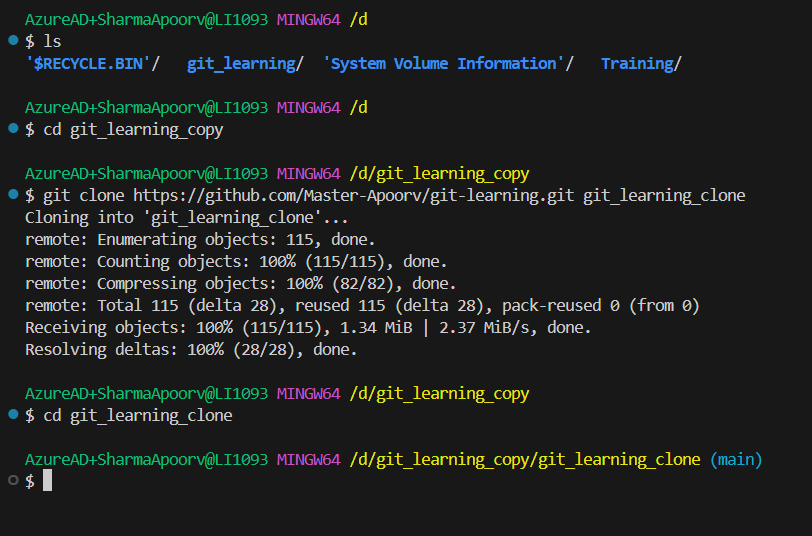 AzureAD+SharmaApoorv@LI1093 MINGW64 /d
$ ls
'$RECYCLE.BIN'/   git_learning/  'System Volume Information'/   Training/
AzureAD+SharmaApoorv@LI1093 MINGW64 /d
$ cd git_learning_copy
AzureAD+SharmaApoorv@LI1093 MINGW64 /d/git_learning_copy
$ git clone https://github.com/Master-Apoorv/git-learning.git git_learning_clone
Cloning into 'git_learning_clone'...
remote: Enumerating objects: 115, done.
remote: Counting objects: 100% (115/115), done.
remote: Compressing objects: 100% (82/82), done.
remote: Total 115 (delta 28), reused 115 (delta 28), pack-reused 0 (from 0)
Receiving objects: 100% (115/115), 1.34 MiB | 2.37 MiB/s, done.
Resolving deltas: 100% (28/28), done.
AzureAD+SharmaApoorv@LI1093 MINGW64 /d/git_learning_copy
$ cd git_learning_clone
AzureAD+SharmaApoorv@LI1093 MINGW64 /d/git_learning_copy/git_learning_clone (main)
$